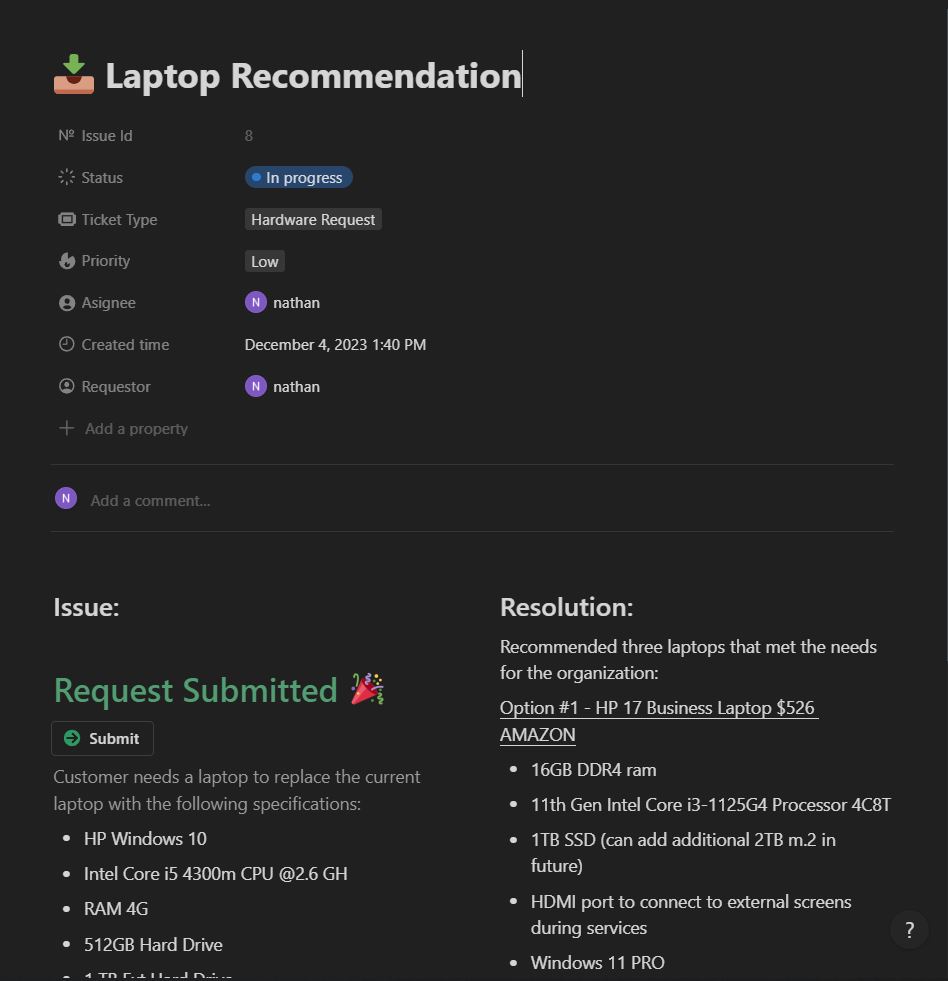 Laptop Recommendation
Nº Issue Id 8
Status In progress
Ticket Type Hardware Request
Priority Low
Asignee N nathan
Created time December 4, 2023 1:40 PM
Requestor N nathan
Add a property
N Add a comment...
Issue:
Request Submitted
Submit
Customer needs a laptop to replace the current
laptop with the following specifications:
• HP Windows 10
• Intel Core i5 4300m CPU @2.6 GH
• RAM 4G
• 512GB Hard Drive
• 1 TB Ext Hard Drive
Resolution:
Recommended three laptops that met the needs
for the organization:
Option #1 - HP 17 Business Laptop $526
AMAZON
• 16GB DDR4 ram
• 11th Gen Intel Core i3-1125G4 Processor 4C8T
• 1TB SSD (can add additional 2TB m.2 in
future)
• HDMI port to connect to external screens
during services
• Windows 11 PRO
?